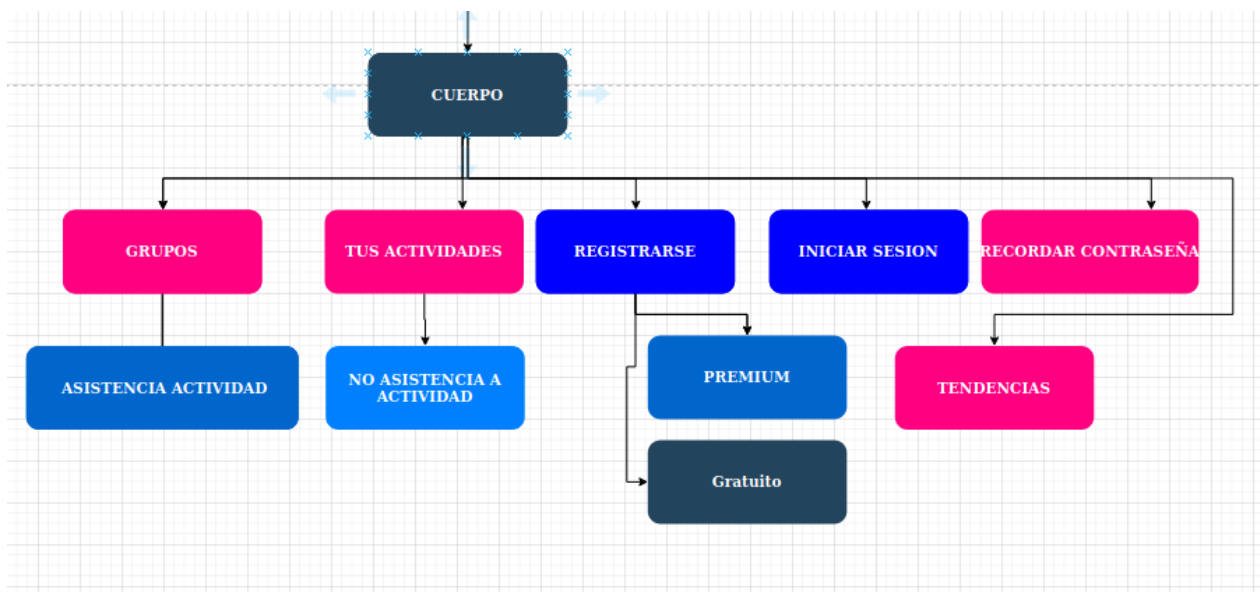 CUERPO
GRUPOS
TUS ACTIVIDADES
REGISTRARSE
INICIAR SESION
RECORDAR CONTRASEÑA
ASISTENCIA ACTIVIDAD
NO ASISTENCIA A
ACTIVIDAD
PREMIUM
TENDENCIAS
Gratuito